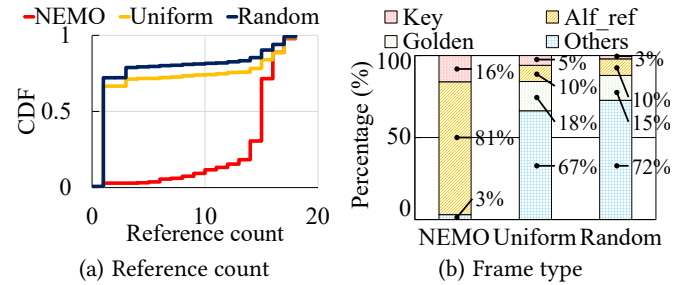 NEMO Uniform Random
CDF
1
0.5
0
0 10 20
Reference count
(a) Reference count
Key Alf_ref
Golden Others
Percentage (%)
100
50
0
16% 5% 3%
81% 10% 10%
3% 18% 15%
67% 72%
NEMO Uniform Random
(b) Frame type